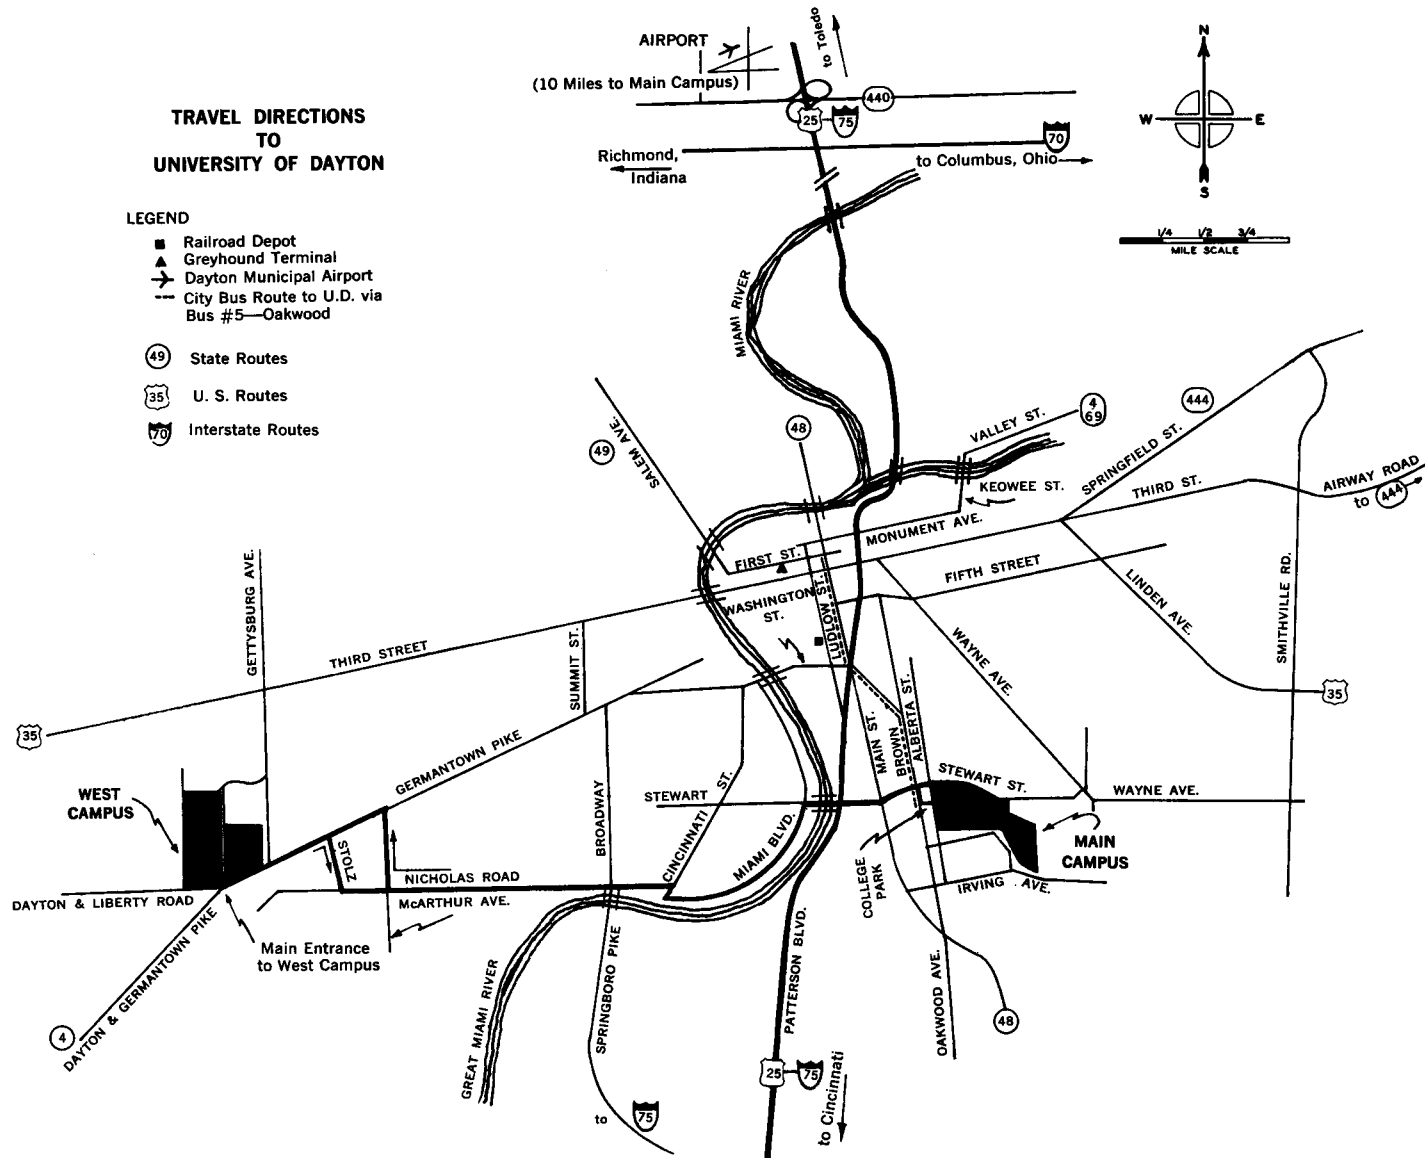 to Toledo
AIRPORT
(10 Miles to Main Campus)
440
25
75
70
Richmond,
Indiana
to Columbus, Ohio
N
W
E
S
1/4 1/2 3/4
MILE SCALE
TRAVEL DIRECTIONS
TO
UNIVERSITY OF DAYTON
LEGEND
Railroad Depot
Greyhound Terminal
Dayton Municipal Airport
City Bus Route to U.D. via
Bus #5—Oakwood
49
State Routes
35
U. S. Routes
70
Interstate Routes
MIAMI RIVER
49
SALEM AVE.
48
VALLEY ST.
4
69
444
SPRINGFIELD ST.
KEOWEE ST.
THIRD ST.
AIRWAY ROAD
to 444
MONUMENT AVE.
FIRST ST.
FIFTH STREET
WASHINGTON
ST.
LUDLOW ST.
LINDEN AVE.
SMITHVILLE RD.
GETTYSBURG AVE.
THIRD STREET
SUMMIT ST.
WAYNE AVE.
35
35
GERMANTOWN PIKE
MAIN ST.
BROWN
ALBERTA ST.
WEST
CAMPUS
STEWART
STEWART ST.
WAYNE AVE.
BROADWAY
CINCINNATI ST.
MIAMI BLVD.
STOLZ
MAIN
CAMPUS
COLLEGE
PARK
NICHOLAS ROAD
McARTHUR AVE.
IRVING AVE.
DAYTON & LIBERTY ROAD
Main Entrance
to West Campus
DAYTON & GERMANTOWN PIKE
4
GREAT MIAMI RIVER
SPRINGBORO PIKE
PATTERSON BLVD.
OAKWOOD AVE.
48
25
75
to Cincinnati
to
75